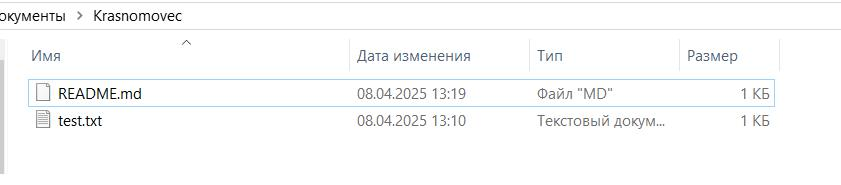 окументы > Krasnomovec
Имя Дата изменения Тип Размер
README.md 08.04.2025 13:19 Файл "MD" 1 КБ
test.txt 08.04.2025 13:10 Текстовый докум... 1 КБ